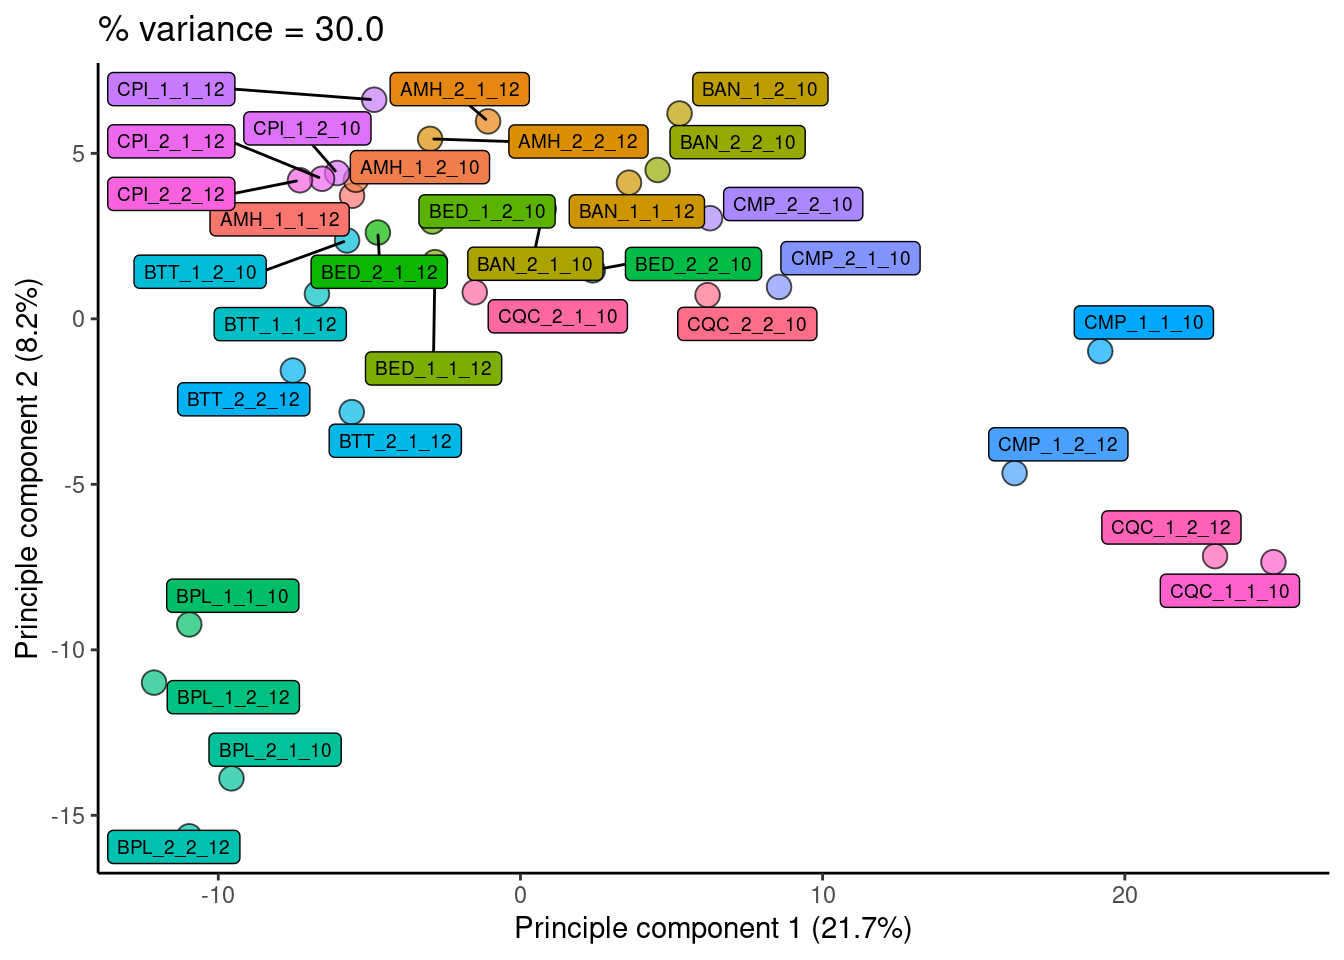 % variance = 30.0
CPI_1_1_12
AMH_2_1_12
BAN_1_2_10
CPI_1_2_10
CPI_2_1_12
AMH_2_2_12
BAN_2_2_10
AMH_1_2_10
CPI_2_2_12
AMH_1_1_12
BED_1_2_10
BAN_1_1_12
CMP_2_2_10
BTT_1_2_10
BED_2_1_12
BAN_2_1_10
BED_2_2_10
CMP_2_1_10
BTT_1_1_12
CQC_2_1_10
CQC_2_2_10
CMP_1_1_10
BED_1_1_12
BTT_2_2_12
BTT_2_1_12
CMP_1_2_12
CQC_1_2_12
CQC_1_1_10
BPL_1_1_10
BPL_1_2_12
BPL_2_1_10
BPL_2_2_12
5
0
-5
-10
-15
Principle component 2 (8.2%)
-10
0
10
20
Principle component 1 (21.7%)